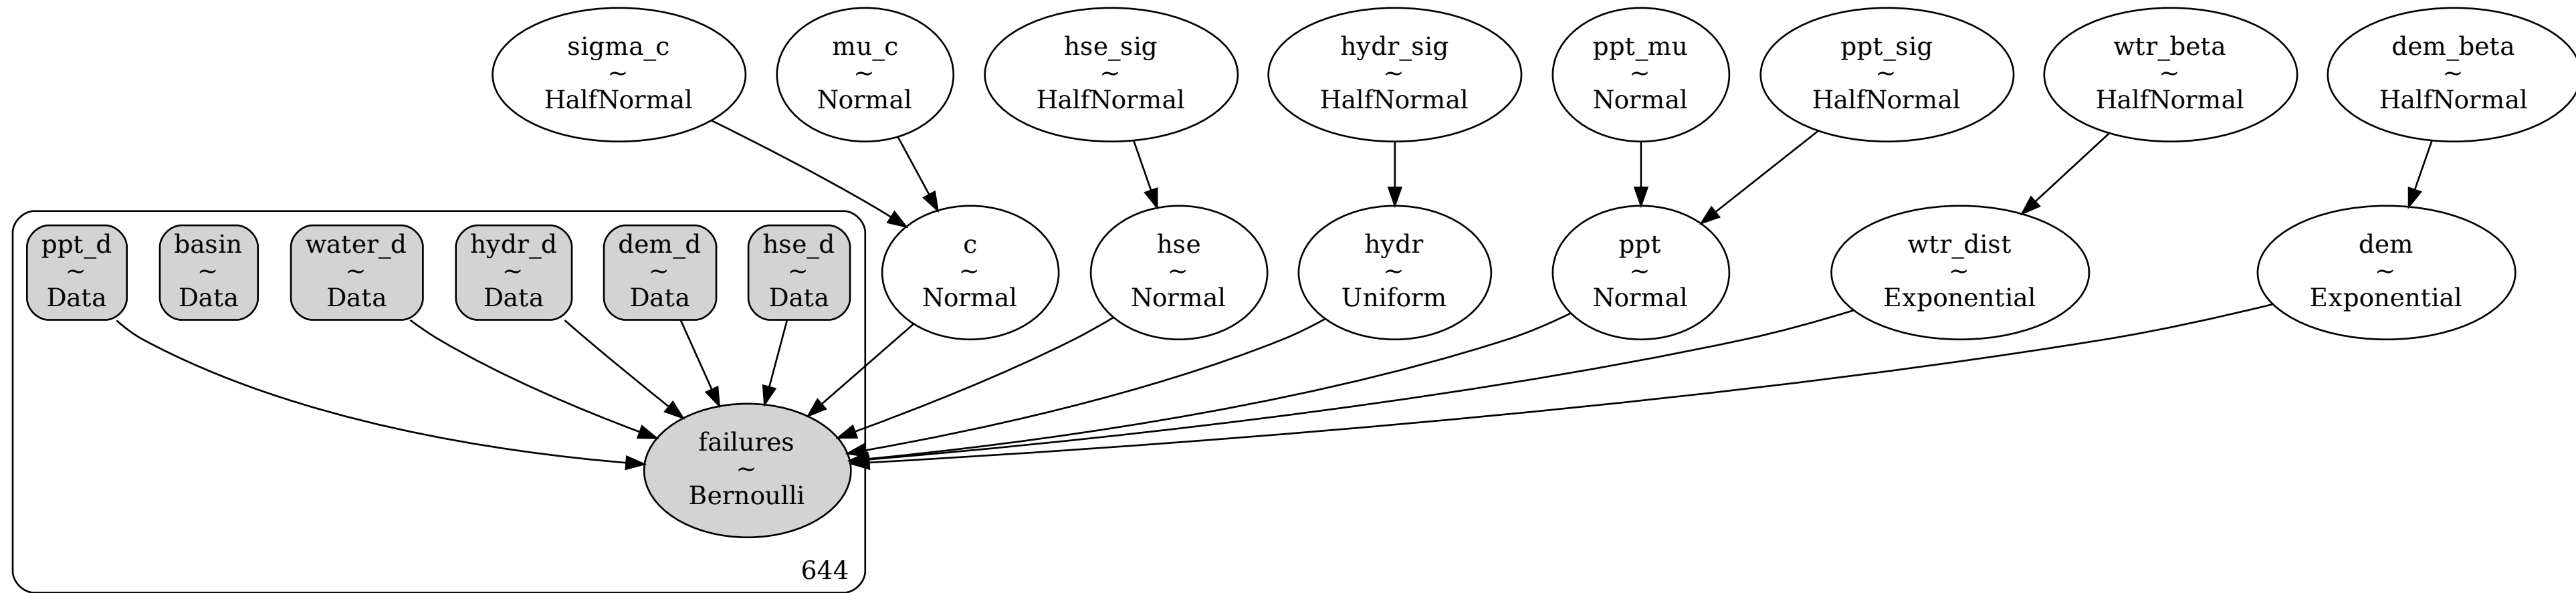 sigma_c
~
HalfNormal
mu_c
~
Normal
hse_sig
~
HalfNormal
hydr_sig
~
HalfNormal
ppt_mu
~
Normal
ppt_sig
~
HalfNormal
wtr_beta
~
HalfNormal
dem_beta
~
HalfNormal
ppt_d
~
Data
basin
~
Data
water_d
~
Data
hydr_d
~
Data
dem_d
~
Data
hse_d
~
Data
c
~
Normal
hse
~
Normal
hydr
~
Uniform
ppt
~
Normal
wtr_dist
~
Exponential
dem
~
Exponential
failures
~
Bernoulli
644